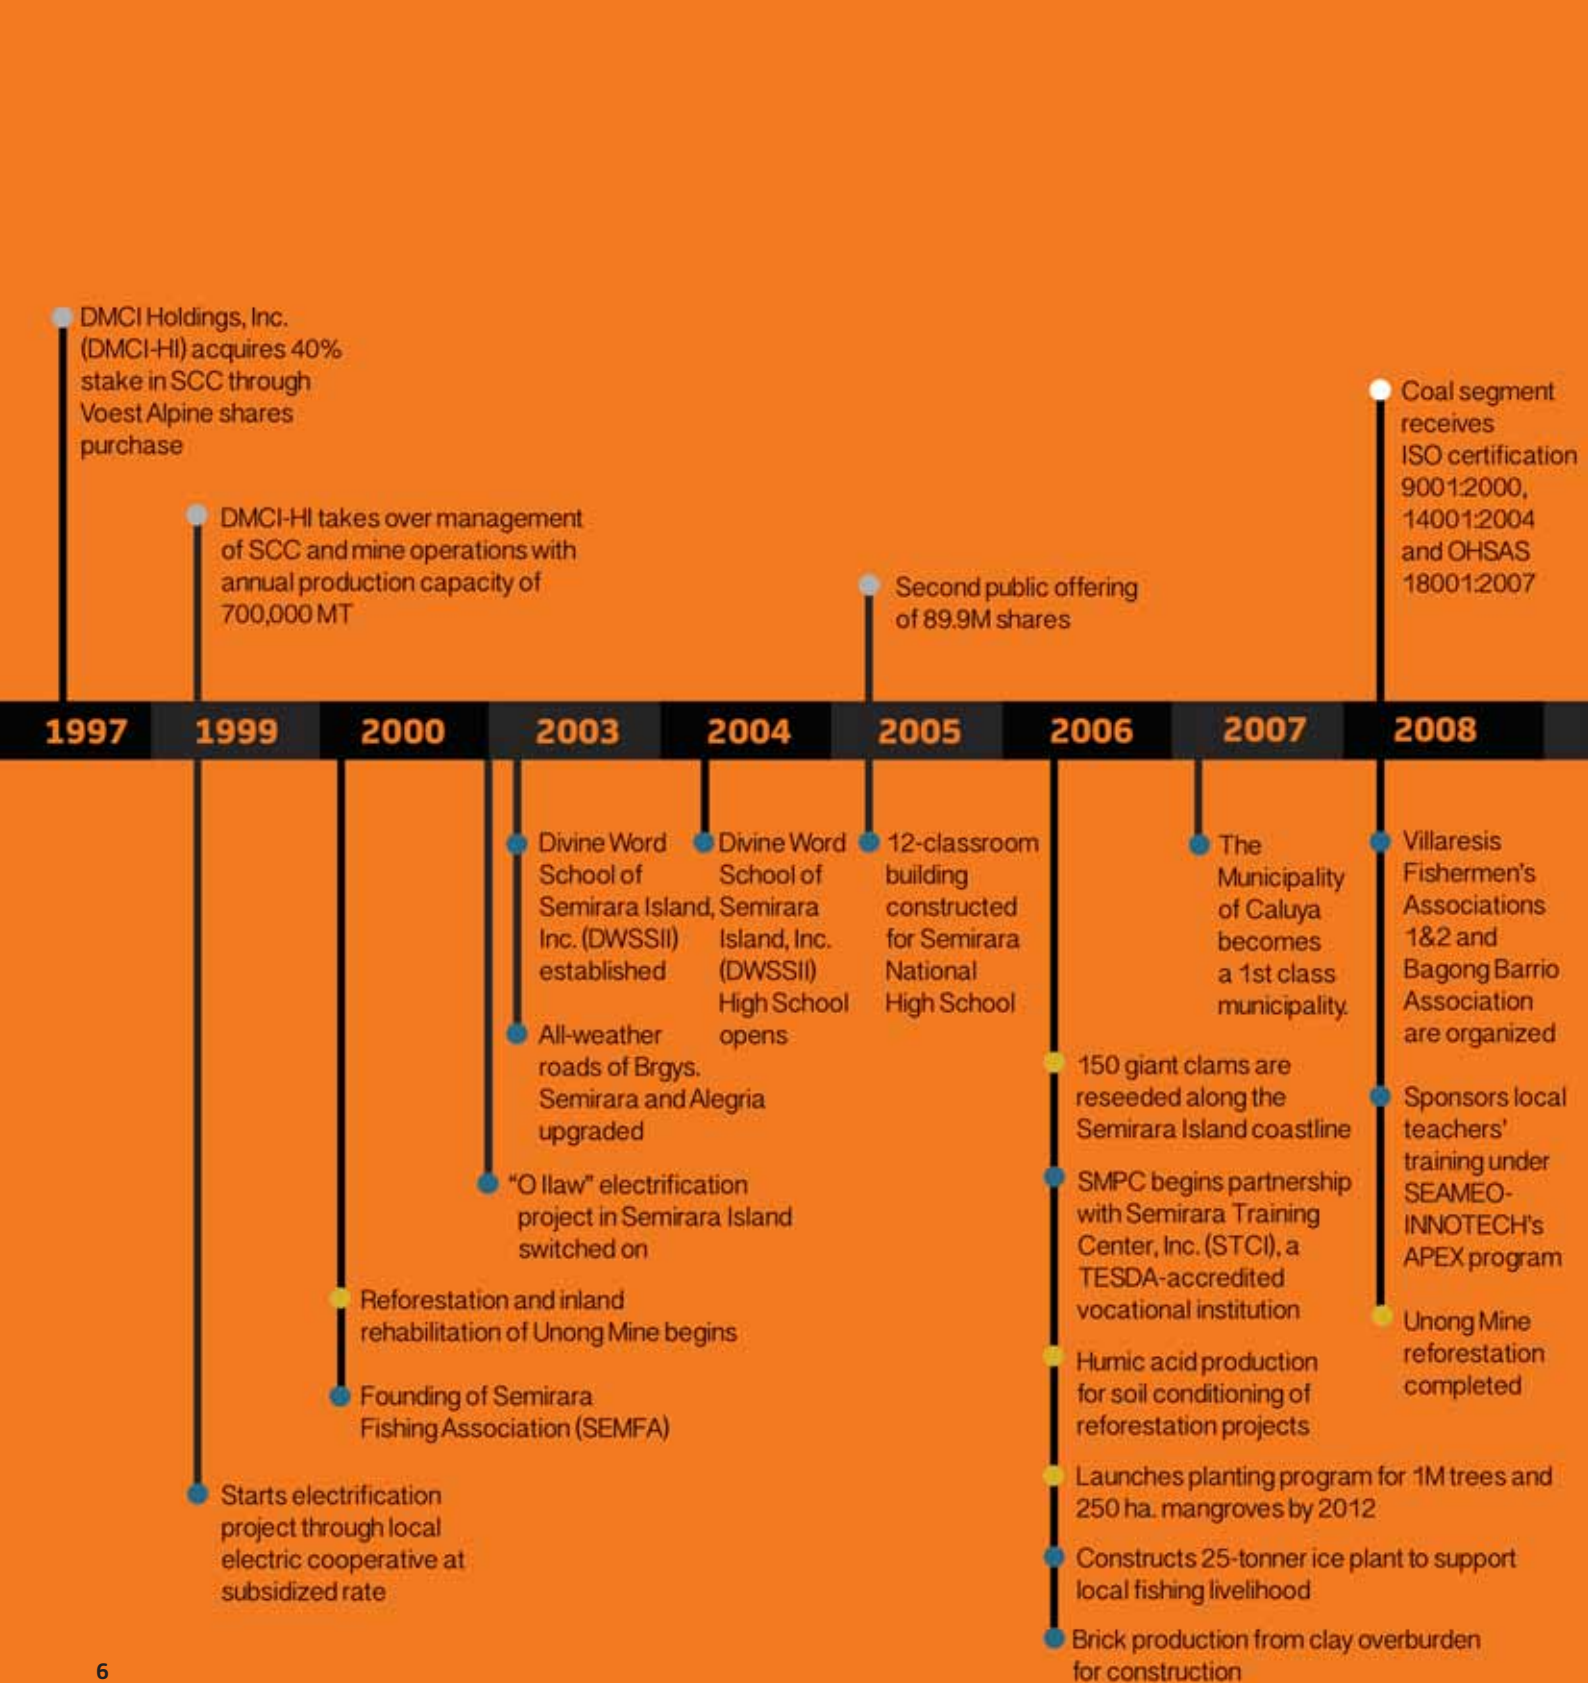 DMCI Holdings, Inc.
(DMCI-HI) acquires 40%
stake in SCC through
Voest Alpine shares
purchase
DMCI-HI takes over management
of SCC and mine operations with
annual production capacity of
700,000 MT
Second public offering
of 89.9M shares
Coal segment
receives
ISO certification
9001:2000,
14001:2004
and OHSAS
18001:2007
1997 1999 2000 2003 2004 2005 2006 2007 2008
Divine Word
School of
Semirara Island,
Inc. (DWSSII)
established
All-weather
roads of Brgys.
Semirara and Alegria
upgraded
"O Ilaw" electrification
project in Semirara Island
switched on
Reforestation and inland
rehabilitation of Unong Mine begins
Founding of Semirara
Fishing Association (SEMFA)
Starts electrification
project through local
electric cooperative at
subsidized rate
Divine Word
School of
Semirara
Island, Inc.
(DWSSII)
High School
opens
12-classroom
building
constructed
for Semirara
National
High School
150 giant clams are
reseeded along the
Semirara Island coastline
SMPC begins partnership
with Semirara Training
Center, Inc. (STCI), a
TESDA-accredited
vocational institution
Humic acid production
for soil conditioning of
reforestation projects
Launches planting program for 1M trees and
250 ha. mangroves by 2012
Constructs 25-tonner ice plant to support
local fishing livelihood
Brick production from clay overburden
for construction
The
Municipality
of Caluya
becomes
a 1st class
municipality.
Villaresis
Fishermen's
Associations
1&2 and
Bagong Barrio
Association
are organized
Sponsors local
teachers'
training under
SEAMEO-
INNOTECH's
APEX program
Unong Mine
reforestation
completed
6